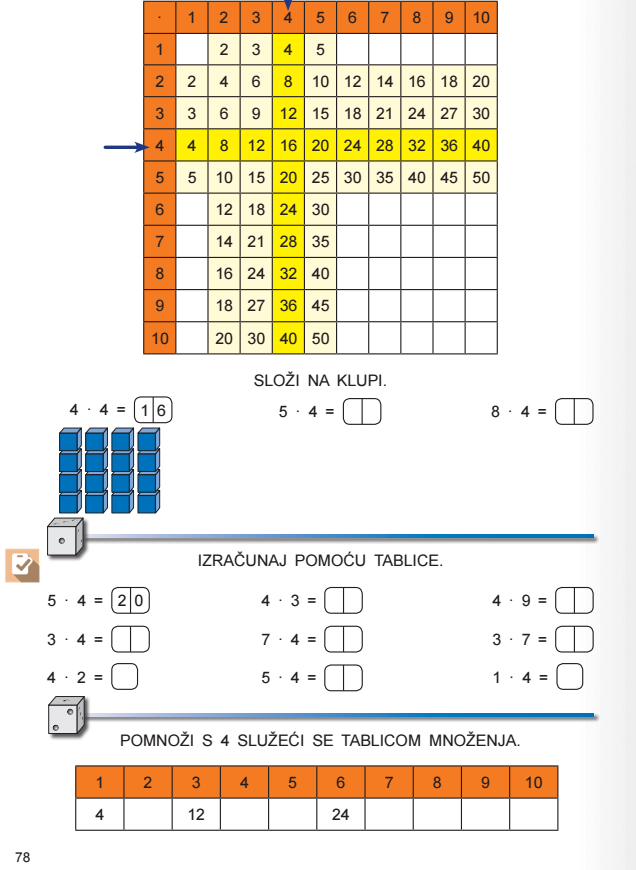 · 1 2 3 4 5 6 7 8 9 10
1 2 3 4 5
2 2 4 6 8 10 12 14 16 18 20
3 3 6 9 12 15 18 21 24 27 30
4 4 8 12 16 20 24 28 32 36 40
5 5 10 15 20 25 30 35 40 45 50
6 12 18 24 30
7 14 21 28 35
8 16 24 32 40
9 18 27 36 45
10 20 30 40 50
SLOŽI NA KLUPI.
4 · 4 = 16 5 · 4 = 8 · 4 =
IZRAČUNAJ POMOĆU TABLICE.
5 · 4 = 20 4 · 3 = 4 · 9 =
3 · 4 = 7 · 4 = 3 · 7 =
4 · 2 = 5 · 4 = 1 · 4 =
POMNOŽI S 4 SLUŽEĆI SE TABLICOM MNOŽENJA.
1 2 3 4 5 6 7 8 9 10
4 12 24
78